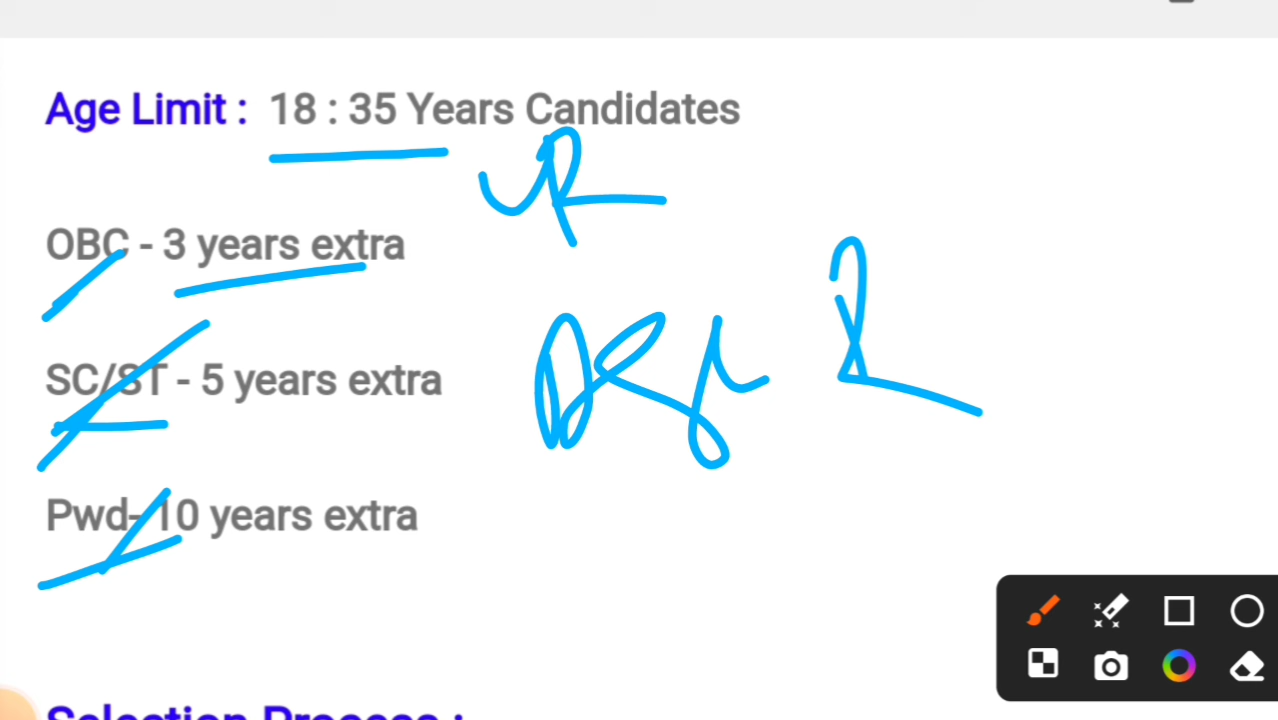 Age Limit : 18 : 35 Years Candidates
UR
OBC - 3 years extra
SC/ST - 5 years extra
Pwd- 10 years extra
Selection Process :